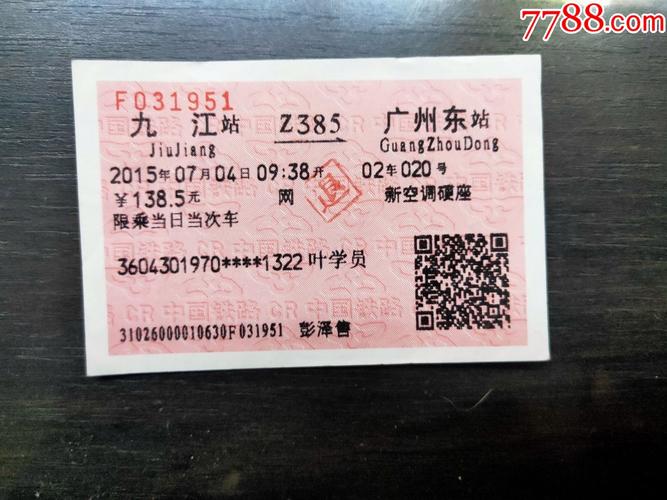 7788.com
F031951
九 江站 Z385 广州东站
JiuJiang GuangZhouDong
2015年07月04日09:38开 02车020号
￥138.5元 网 新空调硬座
限乘当日当次车
3604301970****1322叶学员
31026000010630F031951 彭泽售